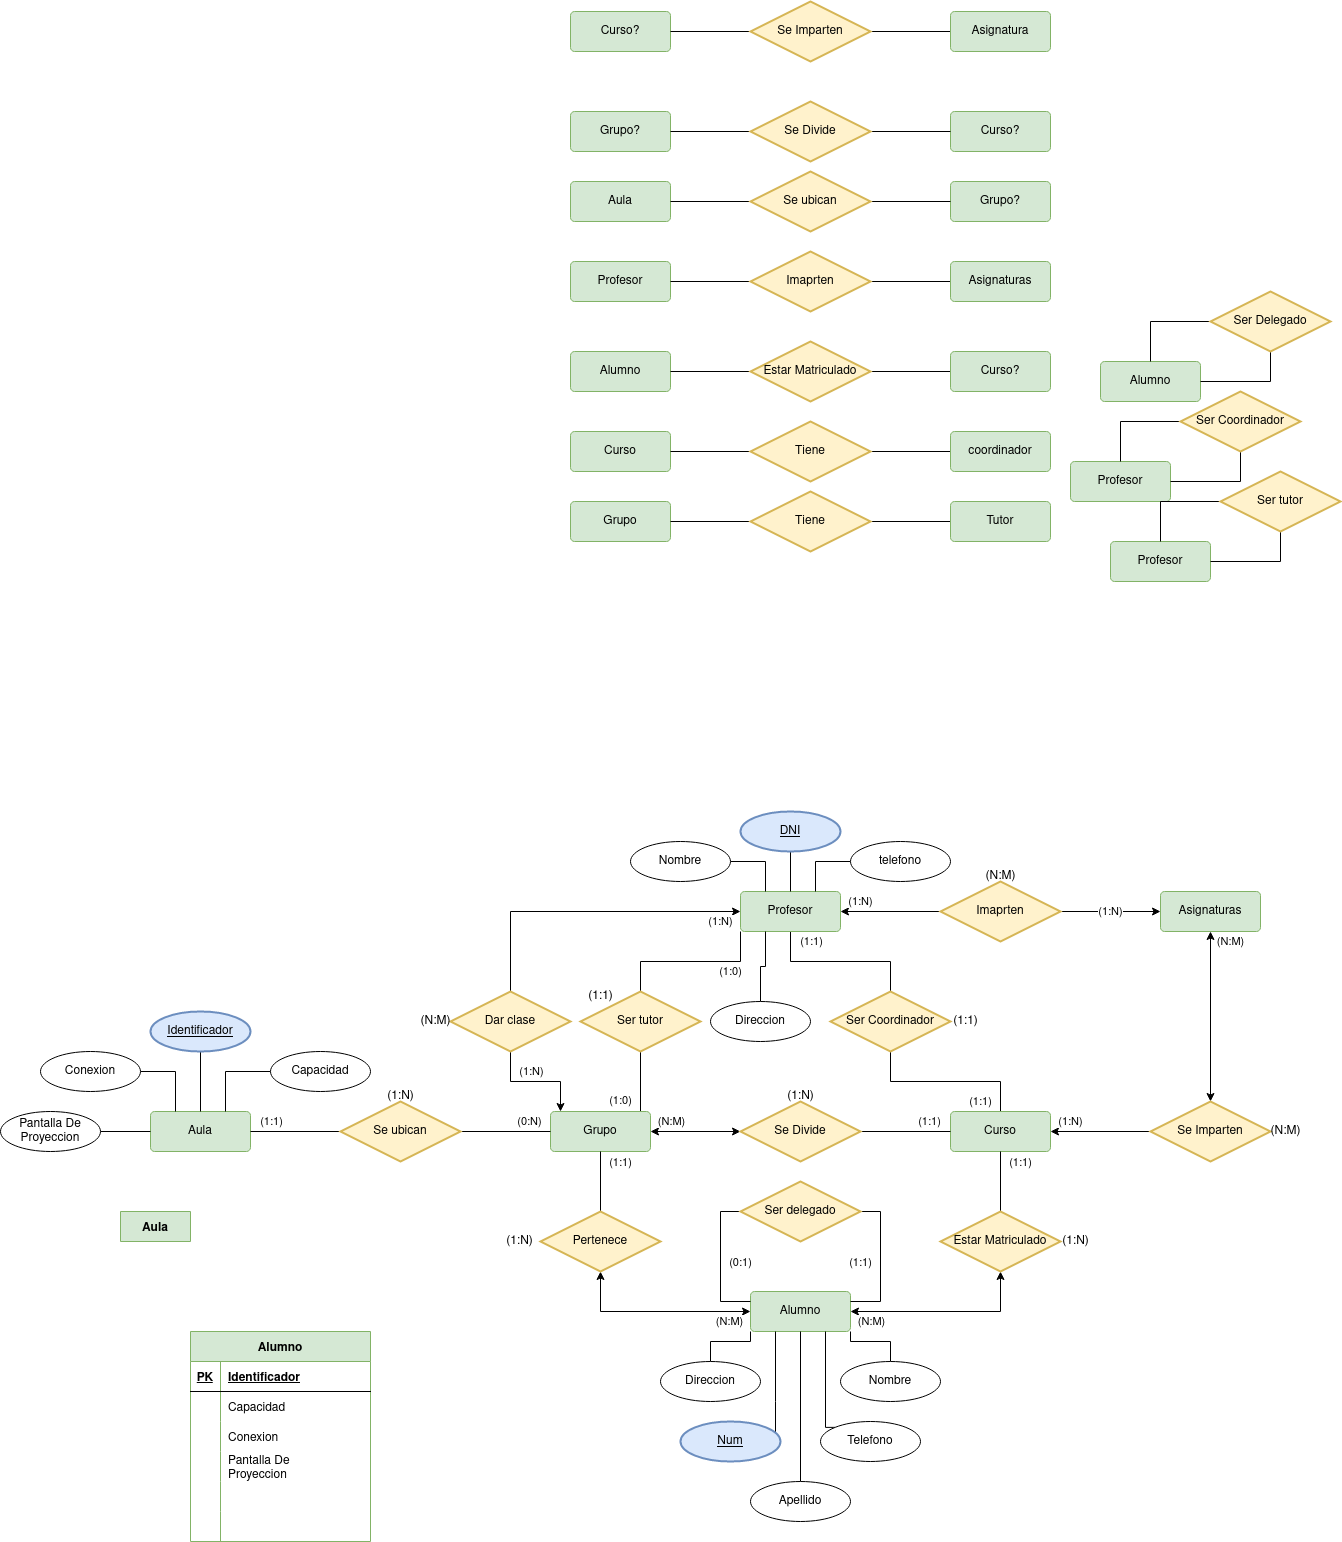 Curso?
Se Imparten
Asignatura
Grupo?
Se Divide
Curso?
Aula
Se ubican
Grupo?
Profesor
Imaprten
Asignaturas
Ser Delegado
Alumno
Estar Matriculado
Curso?
Alumno
Ser Coordinador
Curso
Tiene
coordinador
Profesor
Ser tutor
Grupo
Tiene
Tutor
Profesor
DNI
Nombre
telefono
(N:M)
(1:N)
Profesor
Imaprten
(1:N)
Asignaturas
(1:N)
(1:1)
(N:M)
(1:0)
(1:1)
(N:M)
Dar clase
Ser tutor
Direccion
Ser Coordinador
(1:1)
Identificador
Conexion
Capacidad
(1:N)
(1:N)
(1:0)
(1:N)
(1:1)
Pantalla De
Proyeccion
Aula
(1:1)
Se ubican
(0:N)
Grupo
(N:M)
Se Divide
(1:1)
Curso
(1:N)
Se Imparten
(N:M)
(1:1)
(1:1)
Aula
Ser delegado
(1:N)
Pertenece
Estar Matriculado
(1:N)
(0:1)
(1:1)
Alumno
(N:M)
(N:M)
Alumno
PK
Identificador
Capacidad
Conexion
Pantalla De
Proyeccion
Direccion
Nombre
Num
Telefono
Apellido